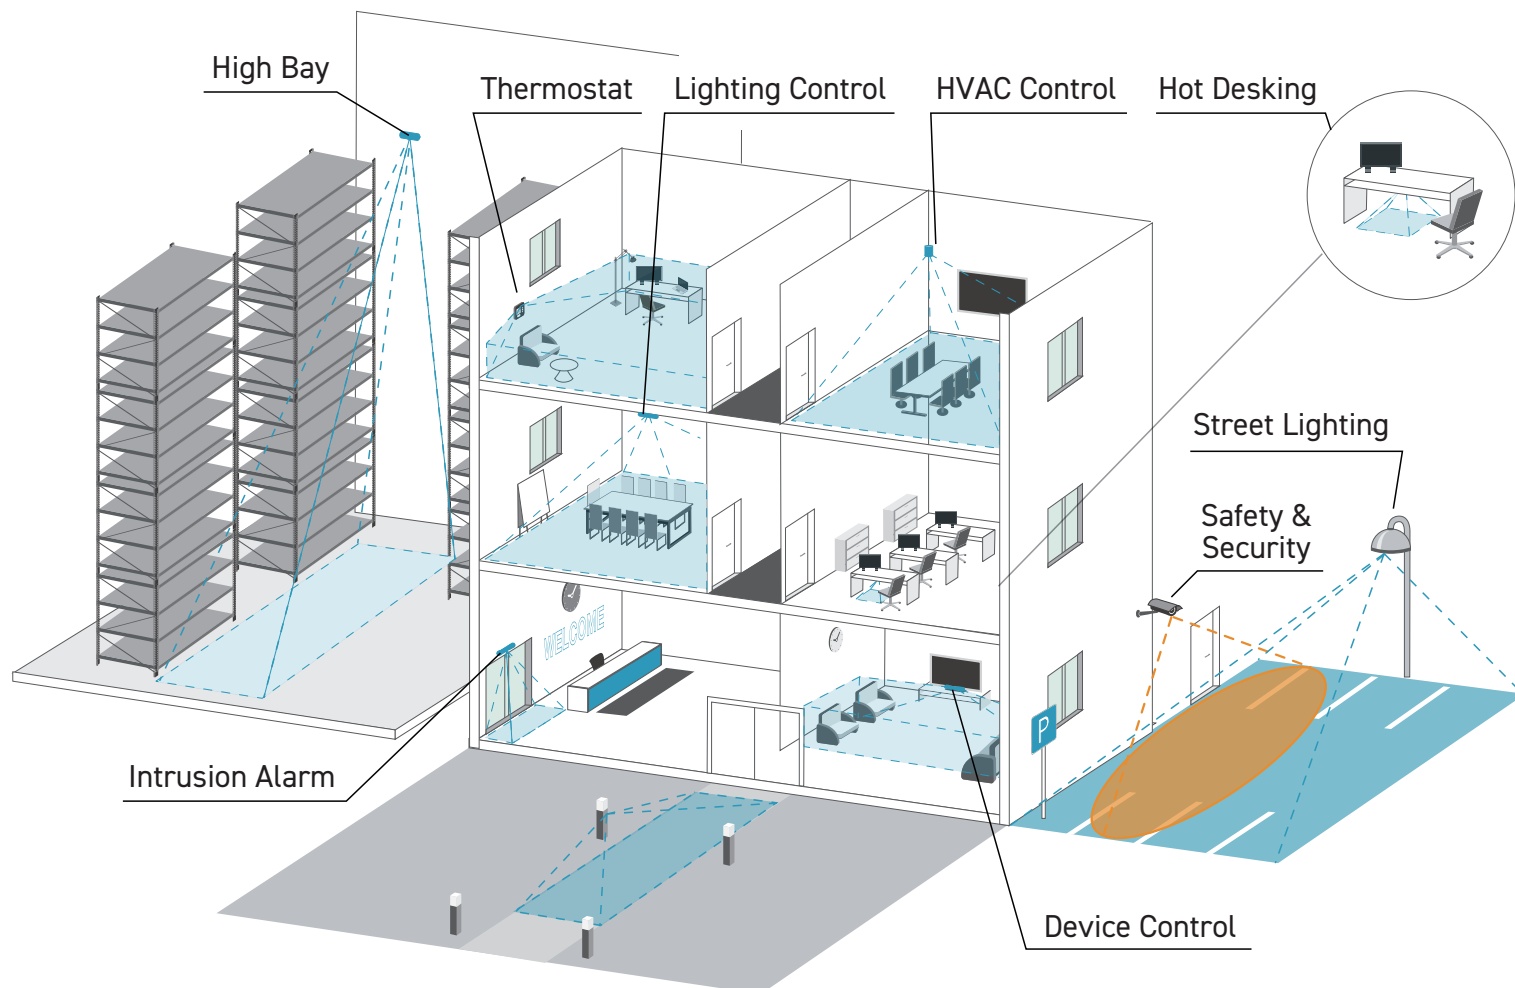 High Bay
Thermostat
Lighting Control
HVAC Control
Hot Desking
Street Lighting
Safety &
Security
WELCOME
P
Intrusion Alarm
Device Control